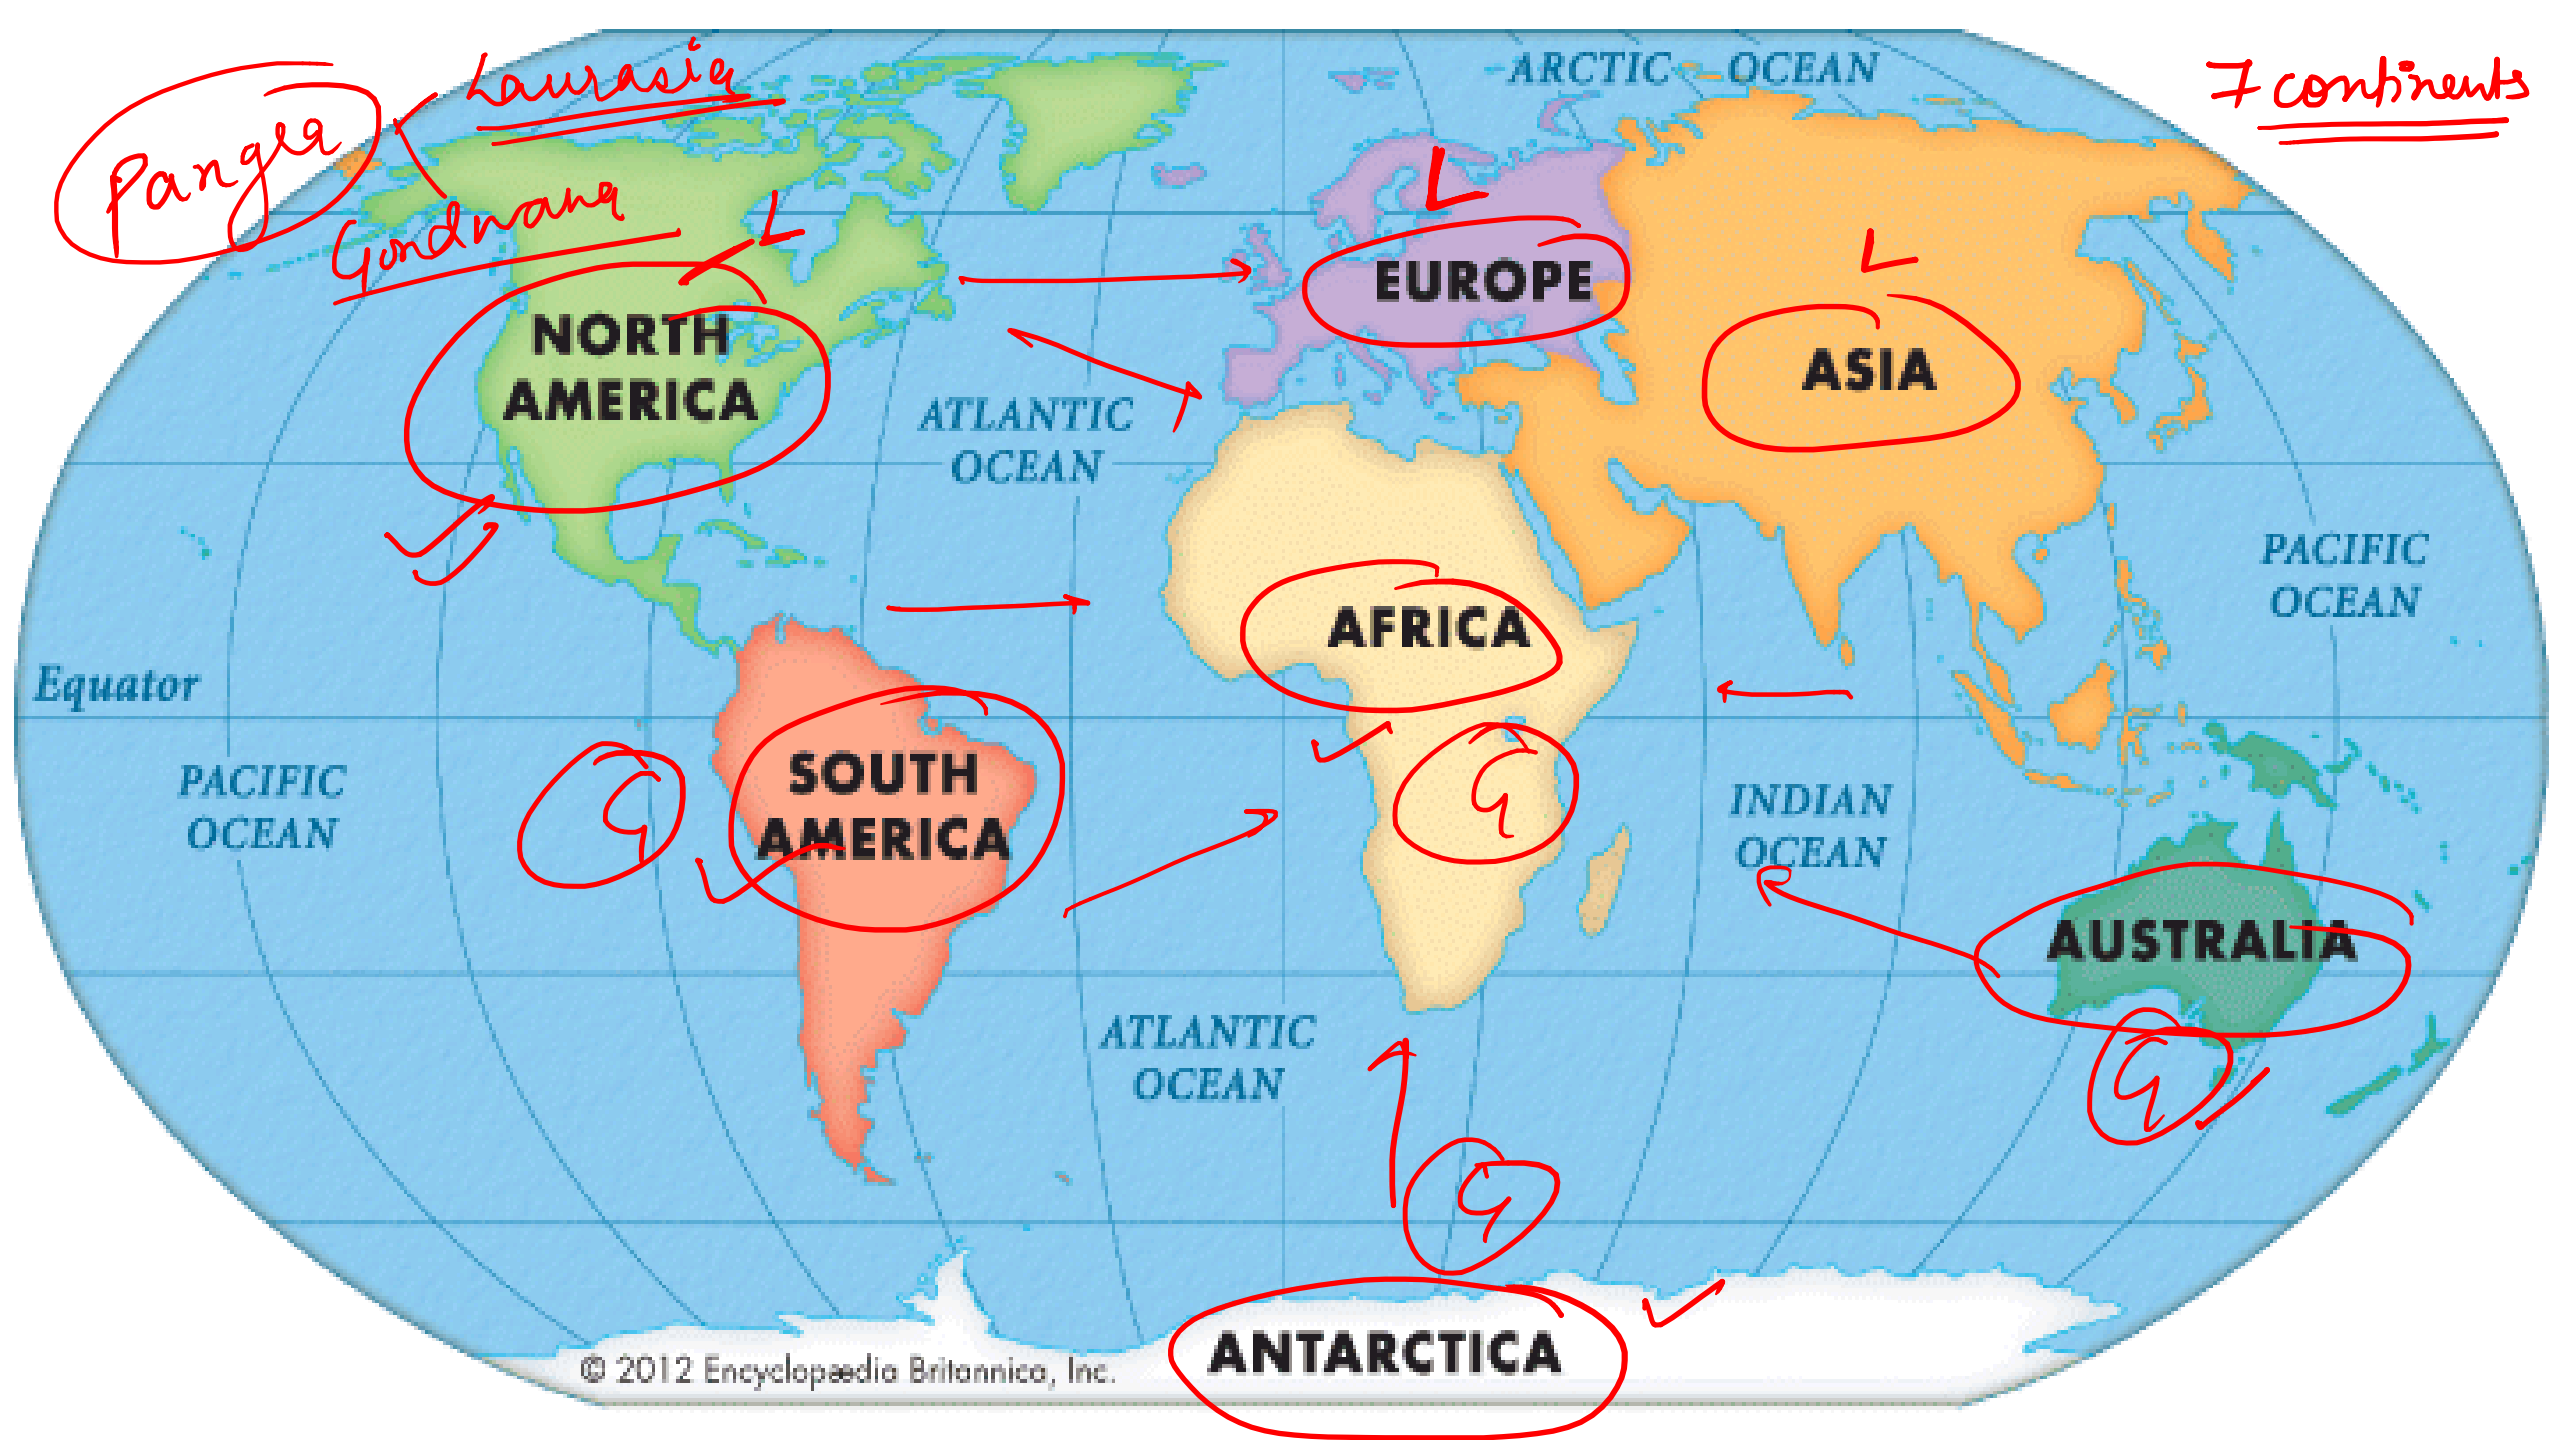 Laurasia
ARCTIC OCEAN
7 continents
Pangea
Gondwana
L
L
L
EUROPE
NORTH
AMERICA
ASIA
ATLANTIC
OCEAN
PACIFIC
OCEAN
AFRICA
Equator
SOUTH
AMERICA
G
G
PACIFIC
OCEAN
INDIAN
OCEAN
AUSTRALIA
ATLANTIC
OCEAN
G
G
ANTARCTICA
© 2012 Encyclopædia Britannica, Inc.